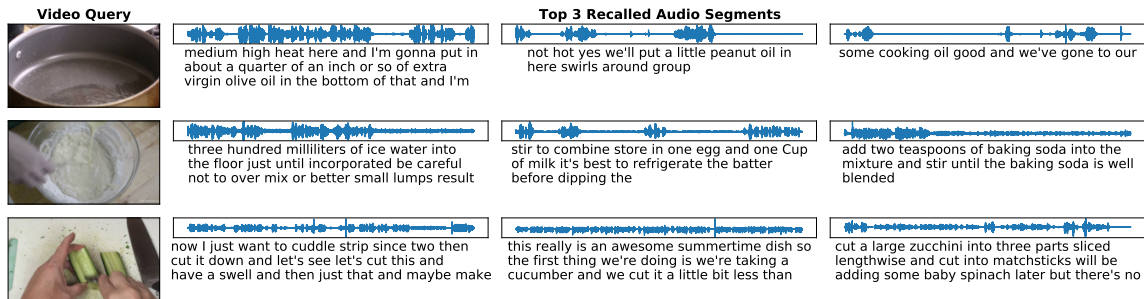 Video Query
Top 3 Recalled Audio Segments
medium high heat here and I'm gonna put in
about a quarter of an inch or so of extra
virgin olive oil in the bottom of that and I'm
not hot yes we'll put a little peanut oil in
here swirls around group
some cooking oil good and we've gone to our
three hundred milliliters of ice water into
the floor just until incorporated be careful
not to over mix or better small lumps result
stir to combine store in one egg and one Cup
of milk it's best to refrigerate the batter
before dipping the
add two teaspoons of baking soda into the
mixture and stir until the baking soda is well
blended
now I just want to cuddle strip since two then
cut it down and let's see let's cut this and
have a swell and then just that and maybe make
this really is an awesome summertime dish so
the first thing we're doing is we're taking a
cucumber and we cut it a little bit less than
cut a large zucchini into three parts sliced
lengthwise and cut into matchsticks will be
adding some baby spinach later but there's no